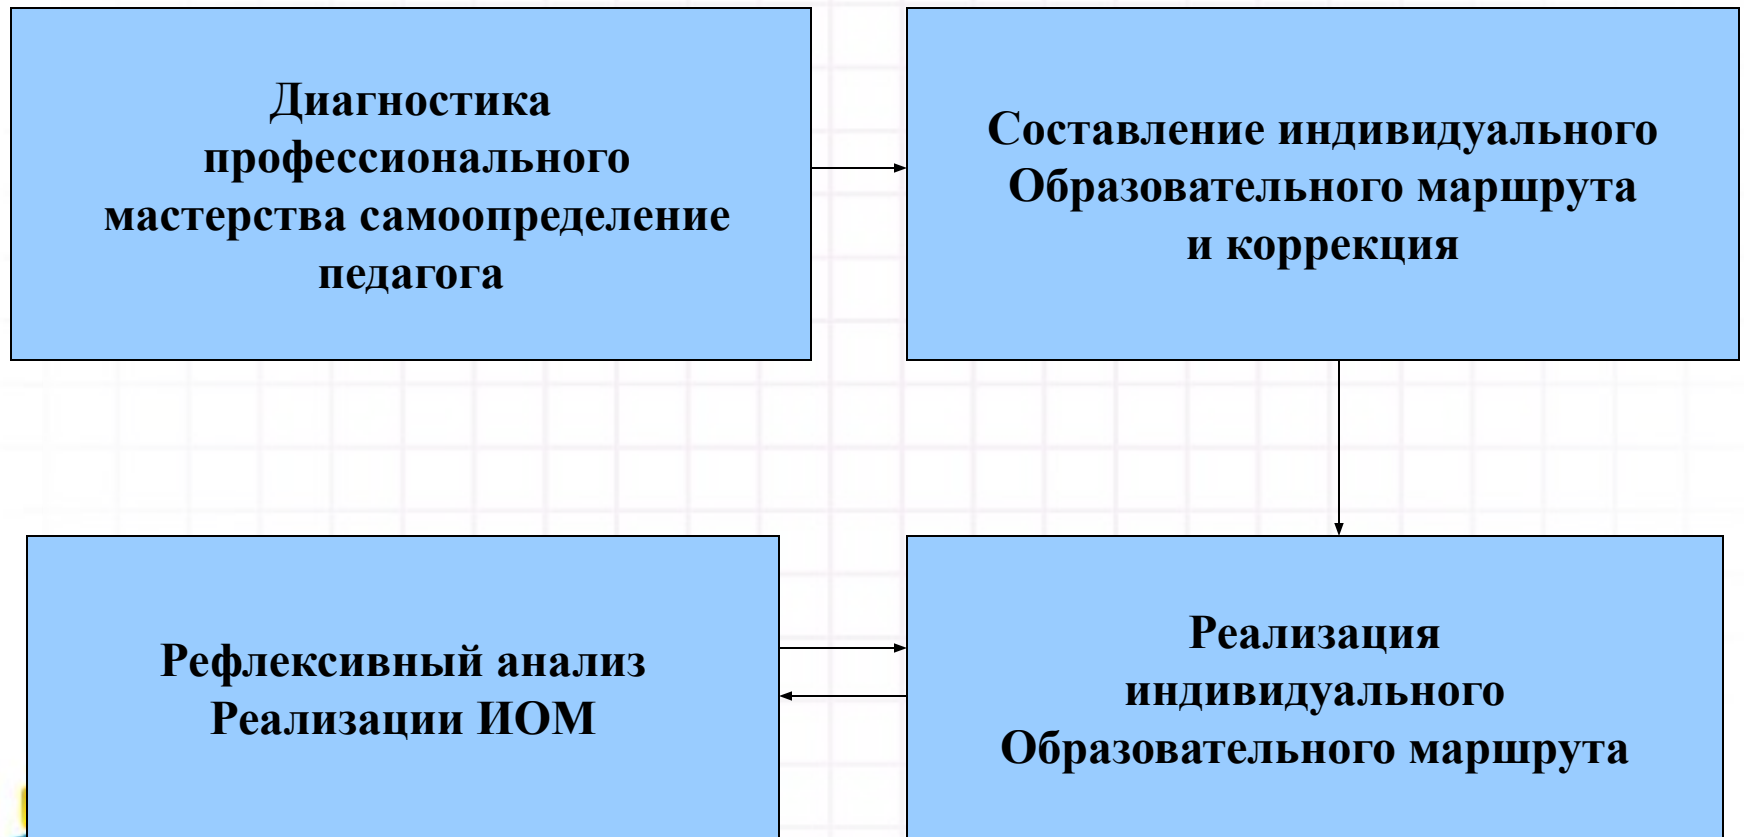 Диагностика
профессионального
мастерства самоопределение
педагога
Составление индивидуального
Образовательного маршрута
и коррекция
Рефлексивный анализ
Реализации ИОМ
Реализация
индивидуального
Образовательного маршрута